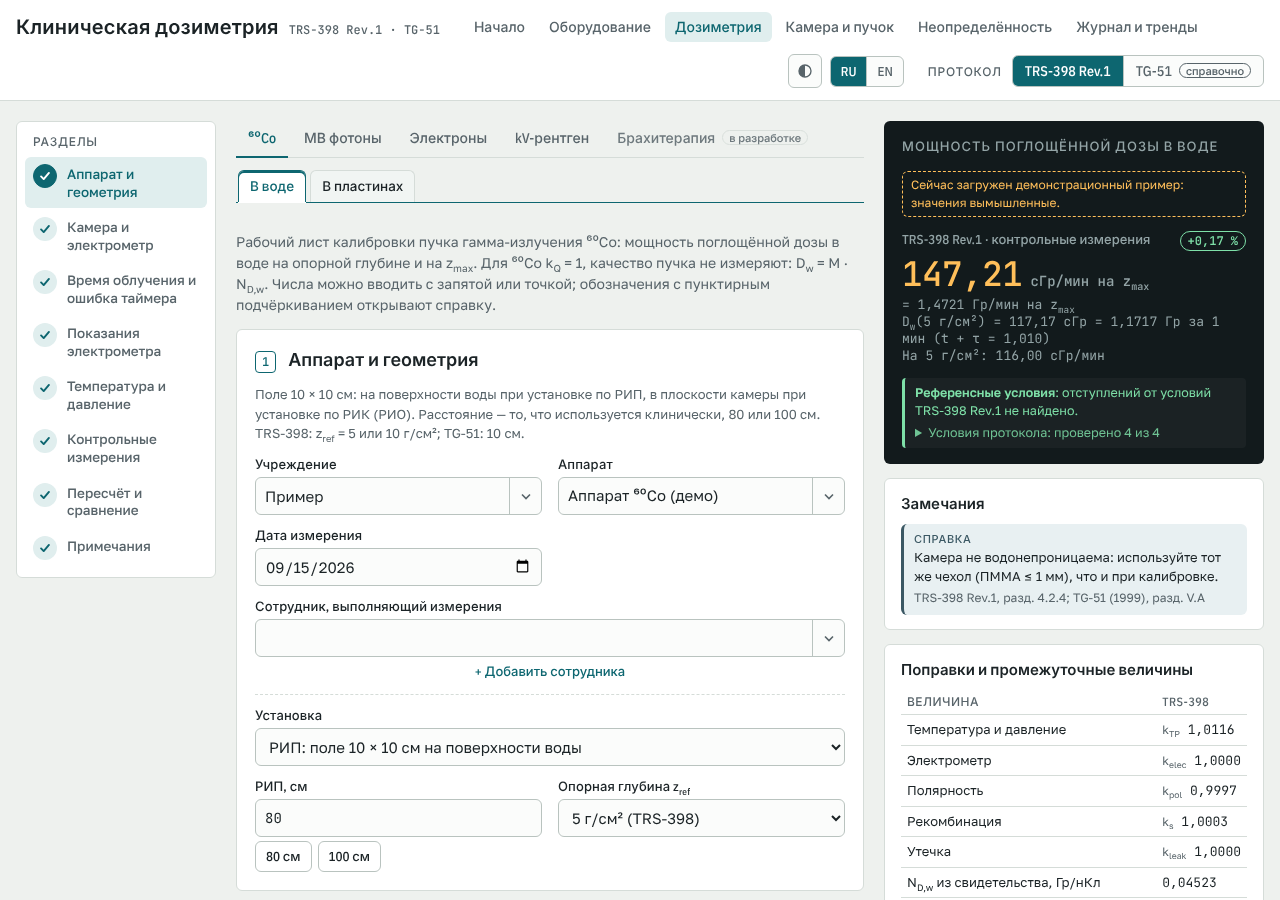 Клиническая дозиметрия TRS-398 Rev.1 · TG-51
Начало Оборудование Дозиметрия Камера и пучок Неопределённость Журнал и тренды
RU EN ПРОТОКОЛ TRS-398 Rev.1 TG-51 справочно
РАЗДЕЛЫ
Аппарат и
геометрия
Камера и
электрометр
Время облучения и
ошибка таймера
Показания
электрометра
Температура и
давление
Контрольные
измерения
Пересчёт и
сравнение
Примечания
⁶⁰Co МВ фотоны Электроны kV-рентген Брахитерапия в разработке
В воде В пластинах
Рабочий лист калибровки пучка гамма-излучения ⁶⁰Co: мощность поглощённой дозы в
воде на опорной глубине и на zmax. Для ⁶⁰Co kQ = 1, качество пучка не измеряют: Dw = M ·
ND,w. Числа можно вводить с запятой или точкой; обозначения с пунктирным
подчёркиванием открывают справку.
1 Аппарат и геометрия
Поле 10 × 10 см: на поверхности воды при установке по РИП, в плоскости камеры при
установке по РИК (РИО). Расстояние — то, что используется клинически, 80 или 100 см.
TRS-398: zref = 5 или 10 г/см²; TG-51: 10 см.
Учреждение Аппарат
Пример Аппарат ⁶⁰Co (демо)
Дата измерения
09/15/2026
Сотрудник, выполняющий измерения
+ Добавить сотрудника
Установка
РИП: поле 10 × 10 см на поверхности воды
РИП, см Опорная глубина zref
80 5 г/см² (TRS-398)
80 см 100 см
МОЩНОСТЬ ПОГЛОЩЁННОЙ ДОЗЫ В ВОДЕ
Сейчас загружен демонстрационный пример:
значения вымышленные.
TRS-398 Rev.1 · контрольные измерения +0,17 %
147,21 сГр/мин на zmax
= 1,4721 Гр/мин на zmax
Dw(5 г/см²) = 117,17 сГр = 1,1717 Гр за 1
мин (t + τ = 1,010)
На 5 г/см²: 116,00 сГр/мин
Референсные условия: отступлений от условий
TRS-398 Rev.1 не найдено.
▶ Условия протокола: проверено 4 из 4
Замечания
СПРАВКА
Камера не водонепроницаема: используйте тот
же чехол (ПММА ≤ 1 мм), что и при калибровке.
TRS-398 Rev.1, разд. 4.2.4; TG-51 (1999), разд. V.A
Поправки и промежуточные величины
ВЕЛИЧИНА TRS-398
Температура и давление kTP 1,0116
Электрометр kelec 1,0000
Полярность kpol 0,9997
Рекомбинация ks 1,0003
Утечка kleak 1,0000
ND,w из свидетельства, Гр/нКл 0,04523